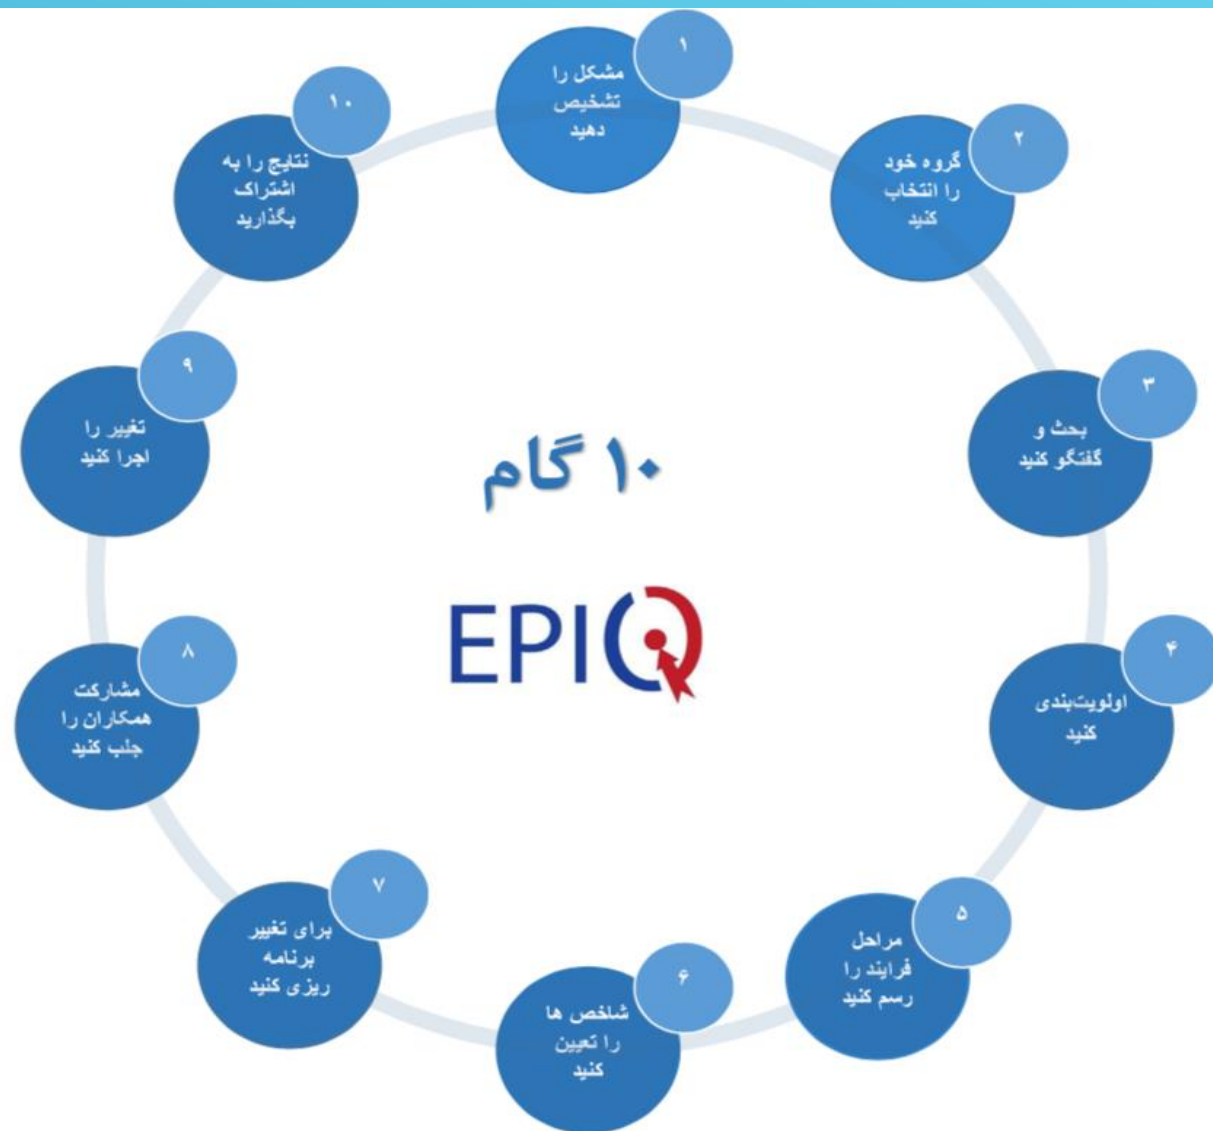 ۱
مشکل را
تشخیص
دهید
۲
گروه خود
را انتخاب
کنید
۳
بحث و
گفتگو کنید
۴
اولویت‌بندی
کنید
۵
مراحل
فرایند را
رسم کنید
۶
شاخص ها
را تعیین
کنید
۷
برای تغییر
برنامه
ریزی کنید
۸
مشارکت
همکاران را
جلب کنید
۹
تغییر را
اجرا کنید
۱۰
نتایج را به
اشتراک
بگذارید
۱۰ گام
EPIQ